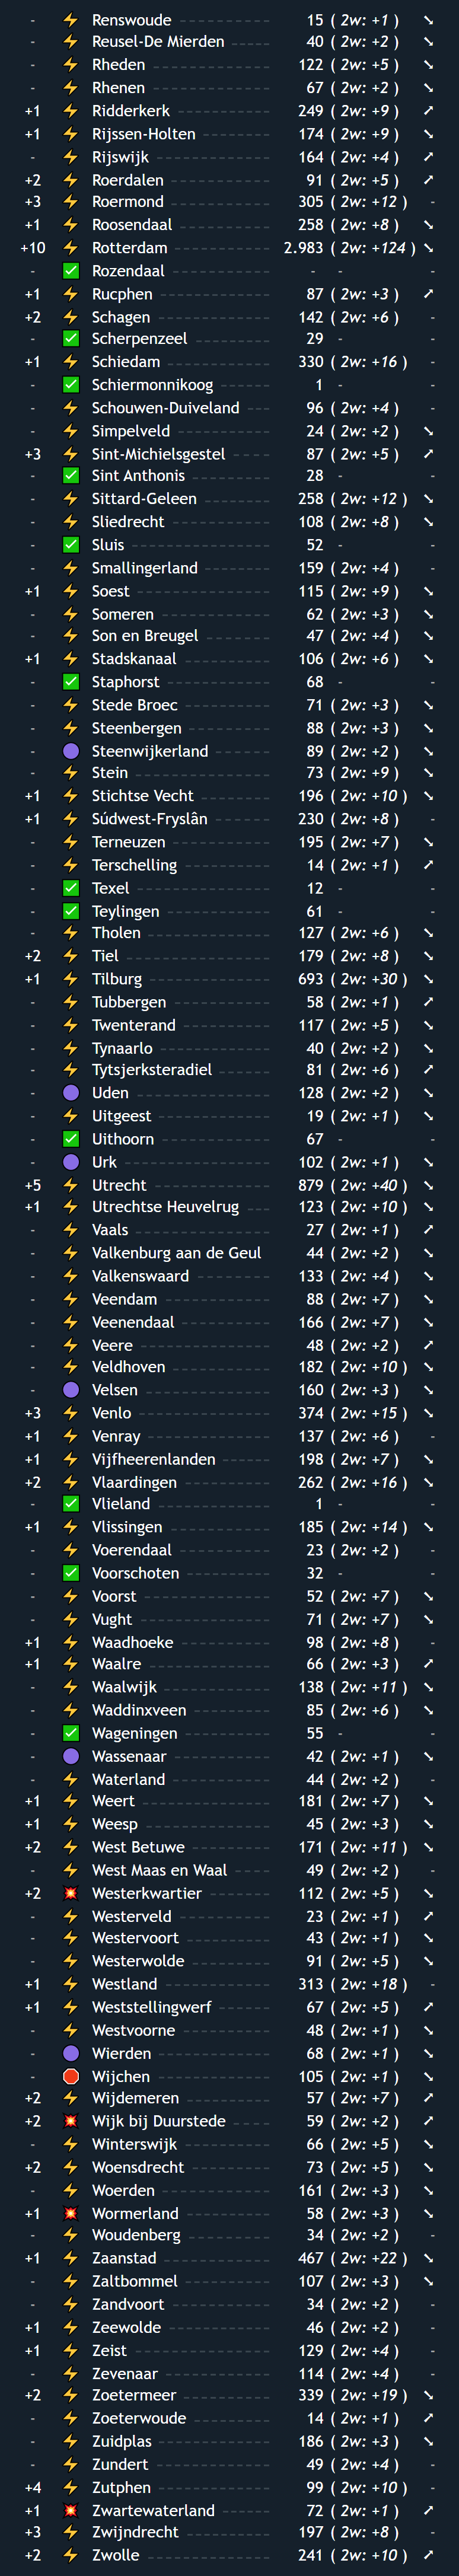 - ⚡ Renswoude 15 ( 2w: +1 ) ➘
- ⚡ Reusel-De Mierden 40 ( 2w: +2 ) ➘
- ⚡ Rheden 122 ( 2w: +5 ) ➘
- ⚡ Rhenen 67 ( 2w: +2 ) ➘
+1 ⚡ Ridderkerk 249 ( 2w: +9 ) ➚
+1 ⚡ Rijssen-Holten 174 ( 2w: +9 ) ➘
- ⚡ Rijswijk 164 ( 2w: +4 ) ➚
+2 ⚡ Roerdalen 91 ( 2w: +5 ) ➚
+3 ⚡ Roermond 305 ( 2w: +12 ) -
+1 ⚡ Roosendaal 258 ( 2w: +8 ) ➘
+10 ⚡ Rotterdam 2.983 ( 2w: +124 ) ➘
- ✅ Rozendaal - - -
+1 ⚡ Rucphen 87 ( 2w: +3 ) ➚
+2 ⚡ Schagen 142 ( 2w: +6 ) -
- ✅ Scherpenzeel 29 - -
+1 ⚡ Schiedam 330 ( 2w: +16 ) -
- ✅ Schiermonnikoog 1 - -
- ⚡ Schouwen-Duiveland 96 ( 2w: +4 ) -
- ⚡ Simpelveld 24 ( 2w: +2 ) ➘
+3 ⚡ Sint-Michielsgestel 87 ( 2w: +5 ) ➚
- ✅ Sint Anthonis 28 - -
- ⚡ Sittard-Geleen 258 ( 2w: +12 ) ➘
- ⚡ Sliedrecht 108 ( 2w: +8 ) ➘
- ✅ Sluis 52 - -
- ⚡ Smallingerland 159 ( 2w: +4 ) -
+1 ⚡ Soest 115 ( 2w: +9 ) ➘
- ⚡ Someren 62 ( 2w: +3 ) ➘
- ⚡ Son en Breugel 47 ( 2w: +4 ) ➘
+1 ⚡ Stadskanaal 106 ( 2w: +6 ) ➘
- ✅ Staphorst 68 - -
- ⚡ Stede Broec 71 ( 2w: +3 ) ➘
- ⚡ Steenbergen 88 ( 2w: +3 ) ➘
- 🟣 Steenwijkerland 89 ( 2w: +2 ) ➘
- ⚡ Stein 73 ( 2w: +9 ) ➘
+1 ⚡ Stichtse Vecht 196 ( 2w: +10 ) ➘
+1 ⚡ Súdwest-Fryslân 230 ( 2w: +8 ) -
- ⚡ Terneuzen 195 ( 2w: +7 ) ➘
- ⚡ Terschelling 14 ( 2w: +1 ) ➚
- ✅ Texel 12 - -
- ✅ Teylingen 61 - -
- ⚡ Tholen 127 ( 2w: +6 ) ➘
+2 ⚡ Tiel 179 ( 2w: +8 ) ➘
+1 ⚡ Tilburg 693 ( 2w: +30 ) ➘
- ⚡ Tubbergen 58 ( 2w: +1 ) ➚
- ⚡ Twenterand 117 ( 2w: +5 ) ➘
- ⚡ Tynaarlo 40 ( 2w: +2 ) ➘
- ⚡ Tytsjerksteradiel 81 ( 2w: +6 ) ➚
- 🟣 Uden 128 ( 2w: +2 ) ➘
- ⚡ Uitgeest 19 ( 2w: +1 ) ➘
- ✅ Uithoorn 67 - -
- 🟣 Urk 102 ( 2w: +1 ) ➘
+5 ⚡ Utrecht 879 ( 2w: +40 ) ➘
+1 ⚡ Utrechtse Heuvelrug 123 ( 2w: +10 ) ➘
- ⚡ Vaals 27 ( 2w: +1 ) ➚
- ⚡ Valkenburg aan de Geul 44 ( 2w: +2 ) ➘
- ⚡ Valkenswaard 133 ( 2w: +4 ) ➘
- ⚡ Veendam 88 ( 2w: +7 ) ➘
- ⚡ Veenendaal 166 ( 2w: +7 ) ➘
- ⚡ Veere 48 ( 2w: +2 ) ➚
- ⚡ Veldhoven 182 ( 2w: +10 ) ➘
- 🟣 Velsen 160 ( 2w: +3 ) ➘
+3 ⚡ Venlo 374 ( 2w: +15 ) ➘
+1 ⚡ Venray 137 ( 2w: +6 ) -
+1 ⚡ Vijfheerenlanden 198 ( 2w: +7 ) ➘
+2 ⚡ Vlaardingen 262 ( 2w: +16 ) ➘
- ✅ Vlieland 1 - -
+1 ⚡ Vlissingen 185 ( 2w: +14 ) ➘
- ⚡ Voerendaal 23 ( 2w: +2 ) -
- ✅ Voorschoten 32 - -
- ⚡ Voorst 52 ( 2w: +7 ) ➘
- ⚡ Vught 71 ( 2w: +7 ) ➘
+1 ⚡ Waadhoeke 98 ( 2w: +8 ) -
+1 ⚡ Waalre 66 ( 2w: +3 ) ➚
- ⚡ Waalwijk 138 ( 2w: +11 ) ➘
- ⚡ Waddinxveen 85 ( 2w: +6 ) ➘
- ✅ Wageningen 55 - -
- 🟣 Wassenaar 42 ( 2w: +1 ) ➘
- ⚡ Waterland 44 ( 2w: +2 ) -
+1 ⚡ Weert 181 ( 2w: +7 ) ➘
+1 ⚡ Weesp 45 ( 2w: +3 ) ➘
+2 ⚡ West Betuwe 171 ( 2w: +11 ) ➘
- ⚡ West Maas en Waal 49 ( 2w: +2 ) -
+2 💥 Westerkwartier 112 ( 2w: +5 ) ➘
- ⚡ Westerveld 23 ( 2w: +1 ) ➚
- ⚡ Westervoort 43 ( 2w: +1 ) ➘
- ⚡ Westerwolde 91 ( 2w: +5 ) ➘
+1 ⚡ Westland 313 ( 2w: +18 ) -
+1 ⚡ Weststellingwerf 67 ( 2w: +5 ) ➚
- ⚡ Westvoorne 48 ( 2w: +1 ) ➘
- 🟣 Wierden 68 ( 2w: +1 ) ➘
- 🛑 Wijchen 105 ( 2w: +1 ) ➘
+2 ⚡ Wijdemeren 57 ( 2w: +7 ) ➚
+2 💥 Wijk bij Duurstede 59 ( 2w: +2 ) ➚
- ⚡ Winterswijk 66 ( 2w: +5 ) ➘
+2 ⚡ Woensdrecht 73 ( 2w: +5 ) ➘
- ⚡ Woerden 161 ( 2w: +3 ) ➘
+1 💥 Wormerland 58 ( 2w: +3 ) ➘
- ⚡ Woudenberg 34 ( 2w: +2 ) -
+1 ⚡ Zaanstad 467 ( 2w: +22 ) ➘
- ⚡ Zaltbommel 107 ( 2w: +3 ) ➘
- ⚡ Zandvoort 34 ( 2w: +2 ) -
+1 ⚡ Zeewolde 46 ( 2w: +2 ) -
+1 ⚡ Zeist 129 ( 2w: +4 ) -
- ⚡ Zevenaar 114 ( 2w: +4 ) -
+2 ⚡ Zoetermeer 339 ( 2w: +19 ) ➘
- ⚡ Zoeterwoude 14 ( 2w: +1 ) ➚
- ⚡ Zuidplas 186 ( 2w: +3 ) ➘
- ⚡ Zundert 49 ( 2w: +4 ) -
+4 ⚡ Zutphen 99 ( 2w: +10 ) -
+1 💥 Zwartewaterland 72 ( 2w: +1 ) ➚
+3 ⚡ Zwijndrecht 197 ( 2w: +8 ) -
+2 ⚡ Zwolle 241 ( 2w: +10 ) ➚